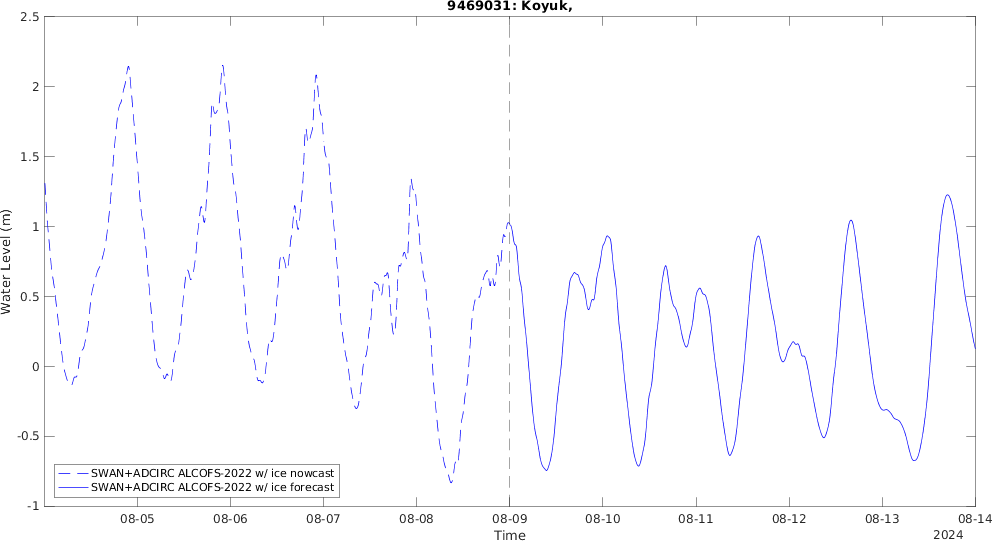 9469031: Koyuk,
2.5
2
1.5
1
0.5
0
-0.5
-1
Water Level (m)
SWAN+ADCIRC ALCOFS-2022 w/ ice nowcast
SWAN+ADCIRC ALCOFS-2022 w/ ice forecast
08-05 08-06 08-07 08-08 08-09 08-10 08-11 08-12 08-13 08-14
Time
2024